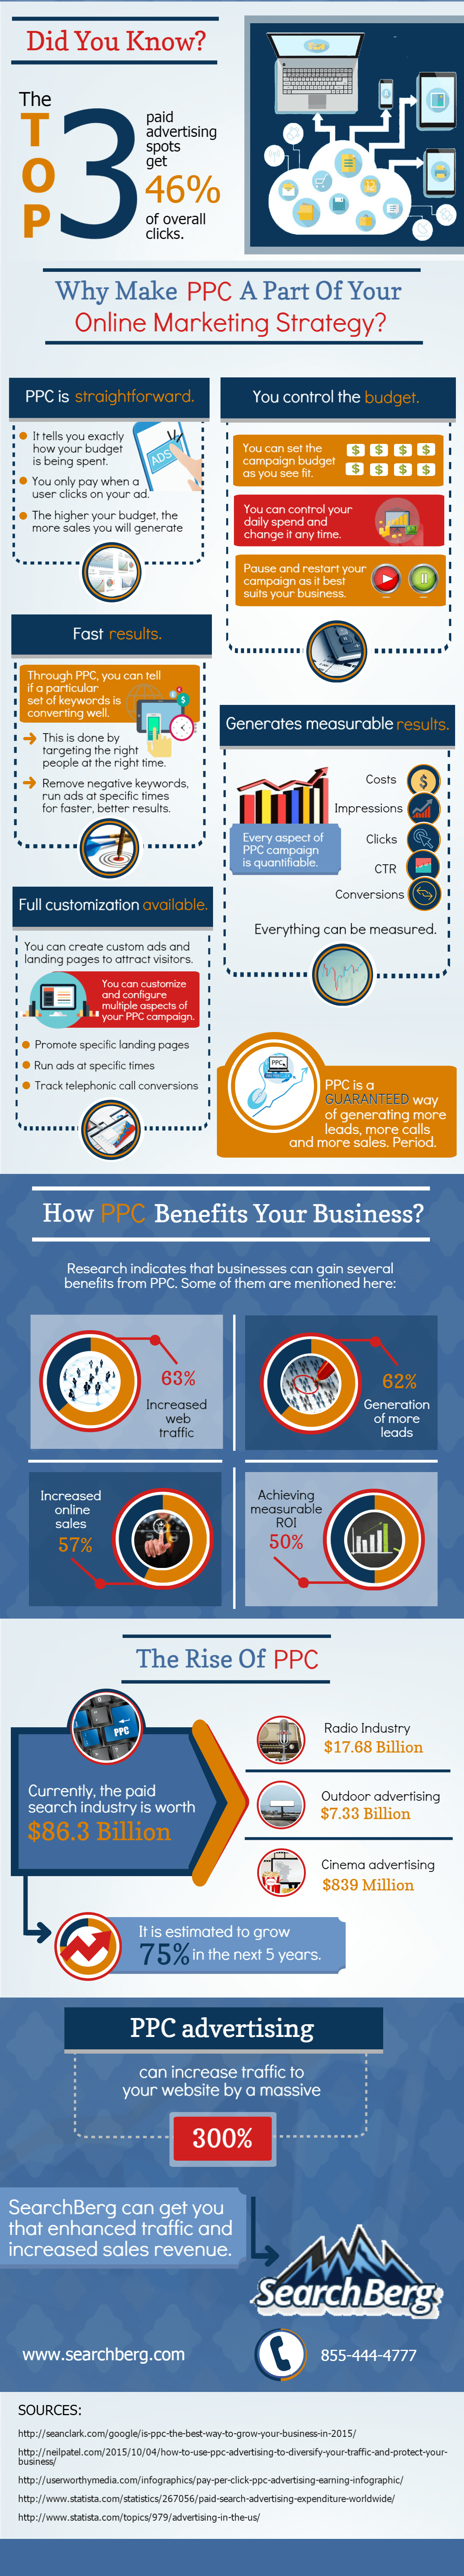 Did You Know?
The
TOP
3
paid
advertising
spots
get
46%
of overall
clicks.
Why Make PPC A Part Of Your
Online Marketing Strategy?
PPC is straightforward.
It tells you exactly
how your budget
is being spent.
ADS
You only pay when a
user clicks on your ad.
The higher your budget, the
more sales you will generate
You control the budget.
You can set the
campaign budget
as you see fit.
$ $ $ $
$ $ $ $
You can control your
daily spend and
change it any time.
Pause and restart your
campaign as it best
suits your business.
Fast results.
Through PPC, you can tell
if a particular
set of keywords is
converting well.
This is done by
targeting the right
people at the right time.
Remove negative keywords,
run ads at specific times
for faster, better results.
Generates measurable results.
Every aspect of
PPC campaign
is quantifiable.
Costs
$
Impressions
Clicks
CTR
Conversions
Everything can be measured.
Full customization available.
You can create custom ads and
landing pages to attract visitors.
You can customize
and configure
multiple aspects of
your PPC campaign.
Promote specific landing pages
Run ads at specific times
Track telephonic call conversions
PPC
PPC is a
GUARANTEED way
of generating more
leads, more calls
and more sales. Period.
How PPC Benefits Your Business?
Research indicates that businesses can gain several
benefits from PPC. Some of them are mentioned here:
63%
Increased
web
traffic
62%
Generation
of more
leads
Increased
online
sales
57%
Achieving
measurable
ROI
50%
The Rise Of PPC
PPC
Currently, the paid
search industry is worth
$86.3 Billion
Radio Industry
$17.68 Billion
Outdoor advertising
$7.33 Billion
Cinema advertising
$839 Million
It is estimated to grow
75% in the next 5 years.
PPC advertising
can increase traffic to
your website by a massive
300%
SearchBerg can get you
that enhanced traffic and
increased sales revenue.
Search Berg
www.searchberg.com
855-444-4777
SOURCES:
http://seanclark.com/google/is-ppc-the-best-way-to-grow-your-business-in-2015/
http://neilpatel.com/2015/10/04/how-to-use-ppc-advertising-to-diversify-your-traffic-and-protect-your-
business/
http://userworthymedia.com/infographics/pay-per-click-ppc-advertising-earning-infographic/
http://www.statista.com/statistics/267056/paid-search-advertising-expenditure-worldwide/
http://www.statista.com/topics/979/advertising-in-the-us/